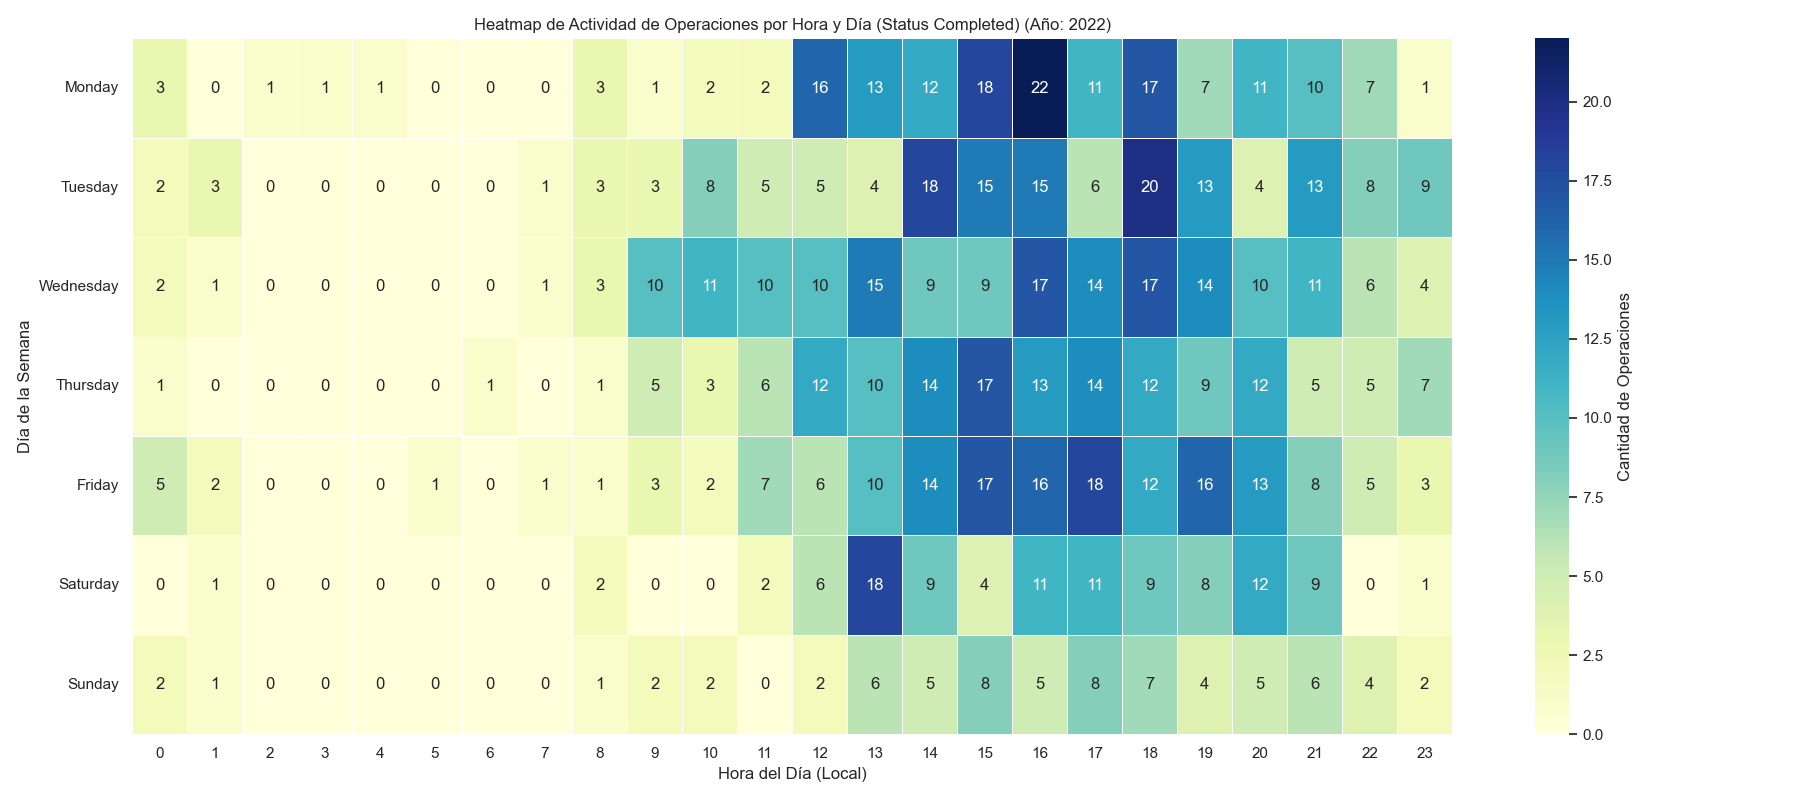 Heatmap de Actividad de Operaciones por Hora y Día (Status Completed) (Año: 2022)
Día de la Semana
Monday 3 0 1 1 1 0 0 0 3 1 2 2 16 13 12 18 22 11 17 7 11 10 7 1
Tuesday 2 3 0 0 0 0 0 1 3 3 8 5 5 4 18 15 15 6 20 13 4 13 8 9
Wednesday 2 1 0 0 0 0 0 1 3 10 11 10 10 15 9 9 17 14 17 14 10 11 6 4
Thursday 1 0 0 0 0 0 1 0 1 5 3 6 12 10 14 17 13 14 12 9 12 5 5 7
Friday 5 2 0 0 0 1 0 1 1 3 2 7 6 10 14 17 16 18 12 16 13 8 5 3
Saturday 0 1 0 0 0 0 0 0 2 0 0 2 6 18 9 4 11 11 9 8 12 9 0 1
Sunday 2 1 0 0 0 0 0 0 1 2 2 0 2 6 5 8 5 8 7 4 5 6 4 2
0 1 2 3 4 5 6 7 8 9 10 11 12 13 14 15 16 17 18 19 20 21 22 23
Hora del Día (Local)
20.0
17.5
15.0
12.5
10.0
7.5
5.0
2.5
0.0
Cantidad de Operaciones